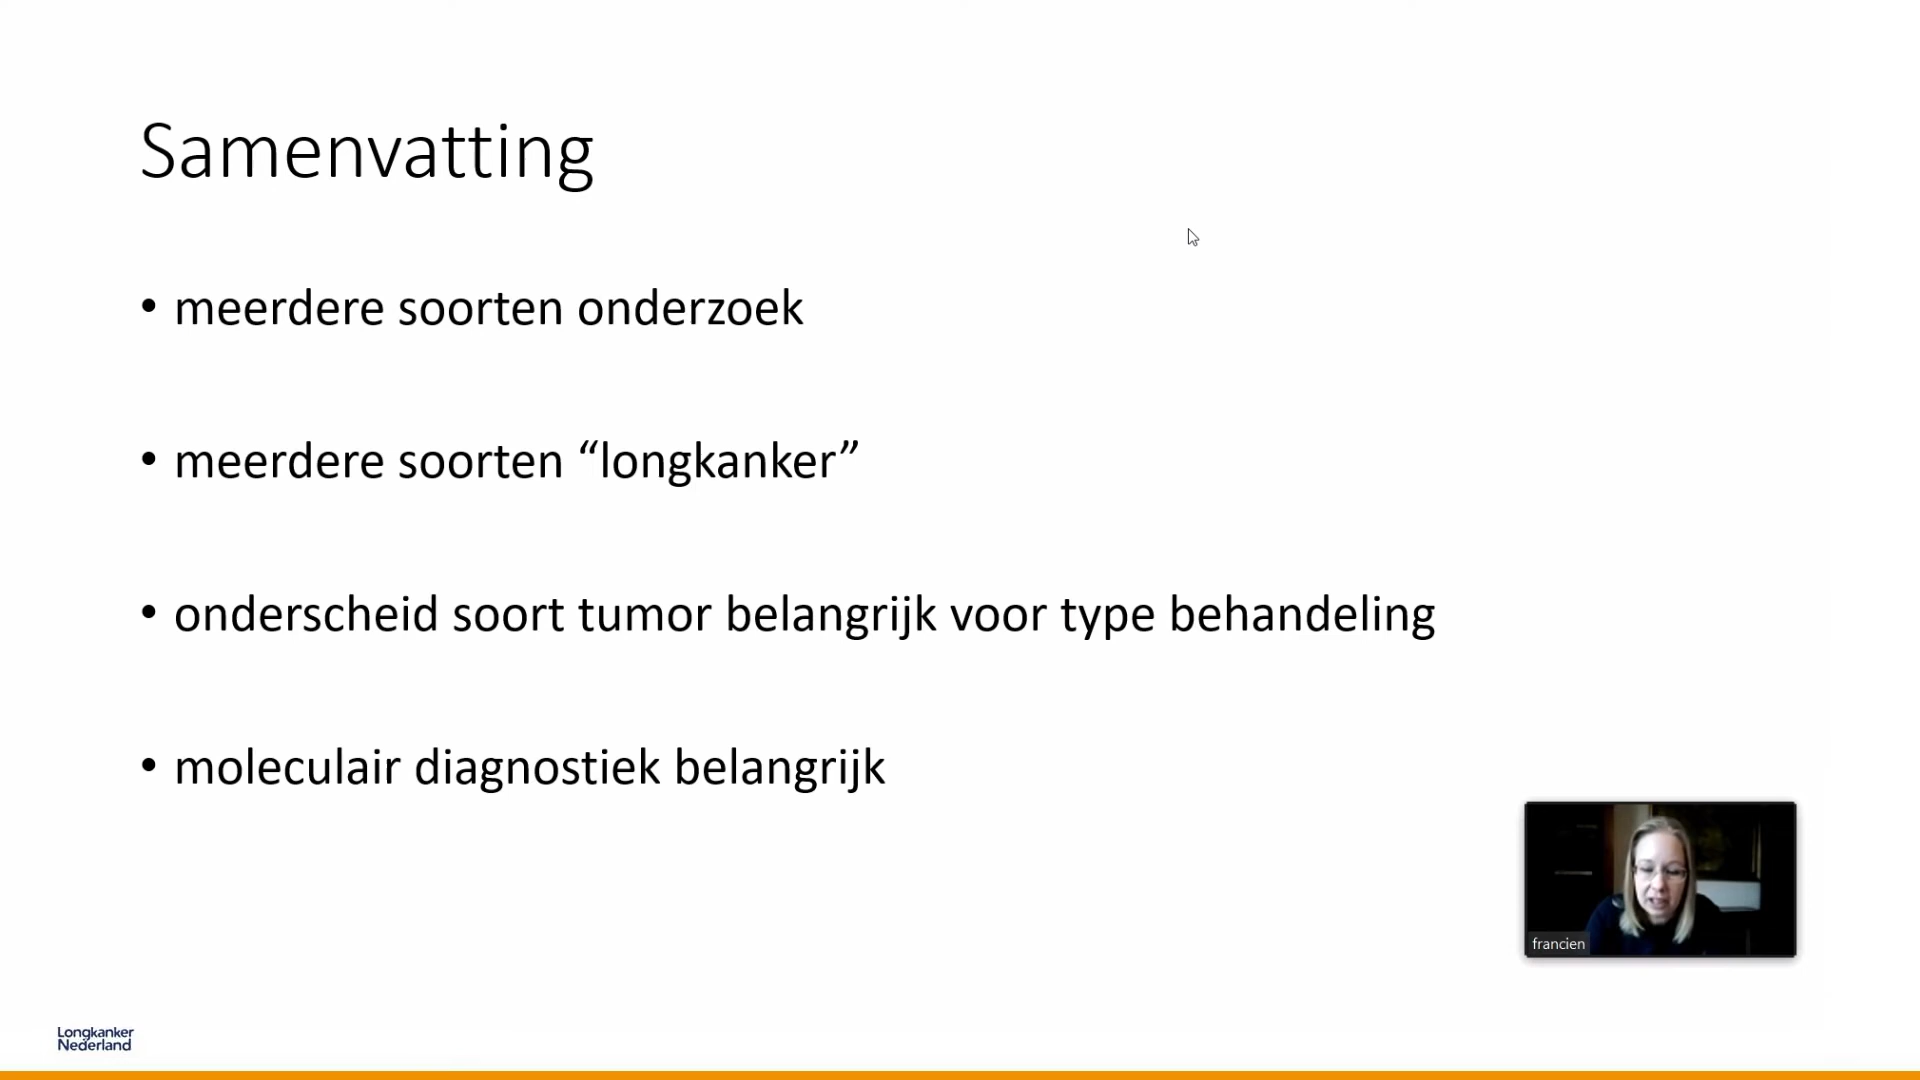 Samenvatting
• meerdere soorten onderzoek
• meerdere soorten “longkanker”
• onderscheid soort tumor belangrijk voor type behandeling
• moleculair diagnostiek belangrijk
francien
Longkanker
Nederland